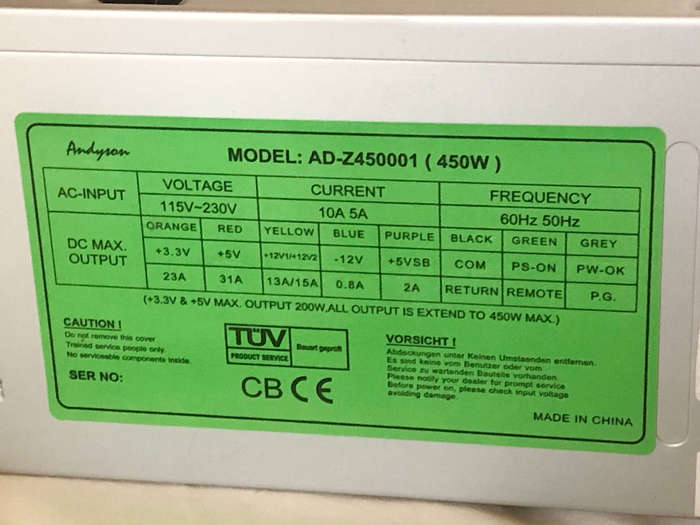 Andyson
MODEL: AD-Z450001 ( 450W )
AC-INPUT VOLTAGE CURRENT FREQUENCY
115V~230V 10A 5A 60Hz 50Hz
DC MAX. OUTPUT ORANGE RED YELLOW BLUE PURPLE BLACK GREEN GREY
+3.3V +5V +12V1/+12V2 -12V +5VSB COM PS-ON PW-OK
23A 31A 13A/15A 0.8A 2A RETURN REMOTE P.G.
(+3.3V & +5V MAX. OUTPUT 200W,ALL OUTPUT IS EXTEND TO 450W MAX.)
CAUTION !
Do not remove this cover
Trained service people only.
No serviceable components inside.
SER NO:
TÜV
PRODUCT SERVICE
Bauart geprüft
CB CE
VORSICHT !
Abdeckungen unter Keinen Umstaenden entfernen.
Es sind keine vom Benutzer oder vom
Service zu wartenden Bauteile vorhanden.
Please notify your dealer for prompt service
Before power on, please check input voltage
avoiding damage.
MADE IN CHINA